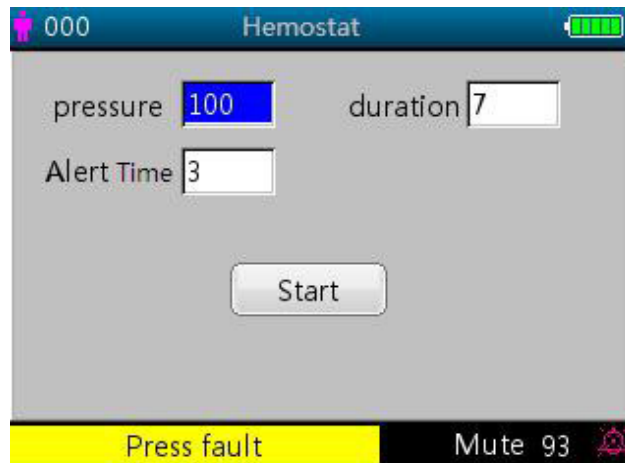 000 Hemostat
pressure 100 duration 7
Alert Time 3
Start
Press fault Mute 93